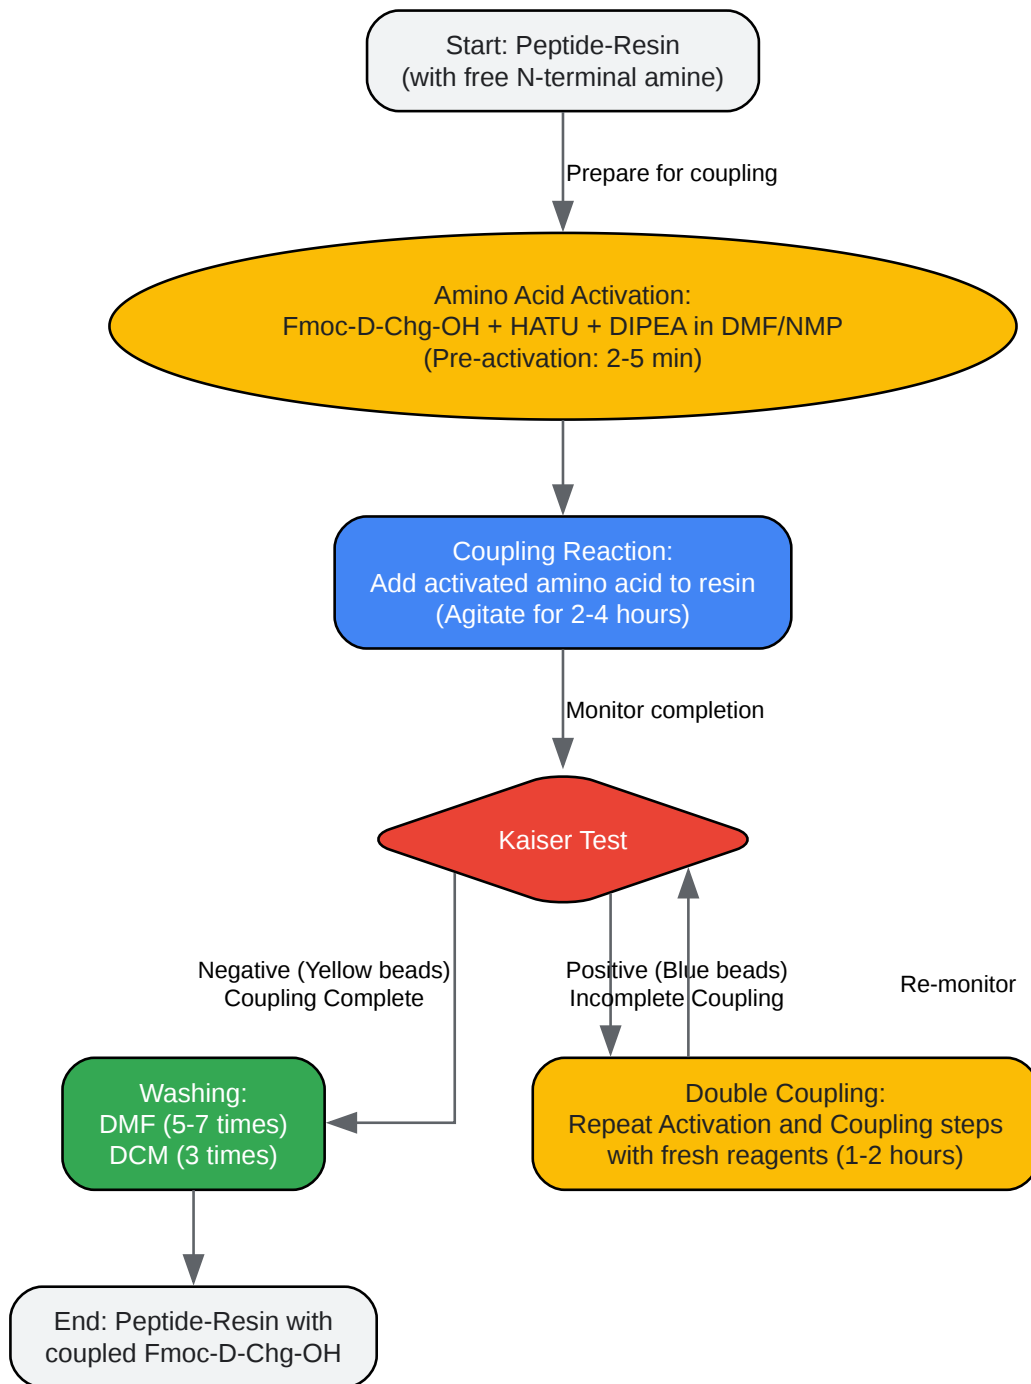 Start: Peptide-Resin
(with free N-terminal amine)
Prepare for coupling
Amino Acid Activation:
Fmoc-D-Chg-OH + HATU + DIPEA in DMF/NMP
(Pre-activation: 2-5 min)
Coupling Reaction:
Add activated amino acid to resin
(Agitate for 2-4 hours)
Monitor completion
Kaiser Test
Negative (Yellow beads)
Coupling Complete
Positive (Blue beads)
Incomplete Coupling
Re-monitor
Washing:
DMF (5-7 times)
DCM (3 times)
Double Coupling:
Repeat Activation and Coupling steps
with fresh reagents (1-2 hours)
End: Peptide-Resin with
coupled Fmoc-D-Chg-OH